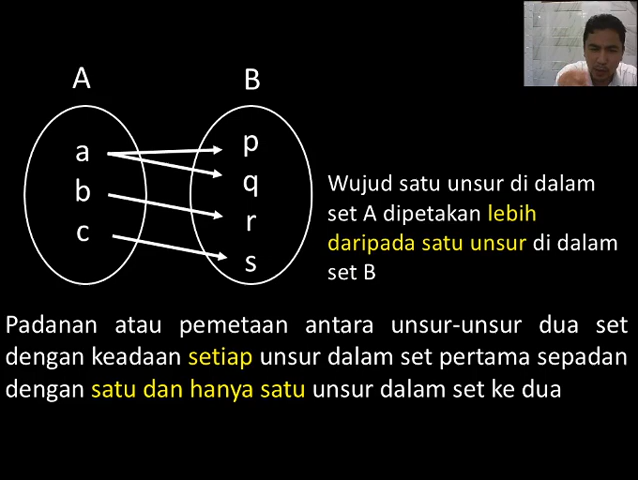 A B
a p
b q
c r
s
Wujud satu unsur di dalam
set A dipetakan lebih
daripada satu unsur di dalam
set B
Padanan atau pemetaan antara unsur-unsur dua set
dengan keadaan setiap unsur dalam set pertama sepadan
dengan satu dan hanya satu unsur dalam set ke dua